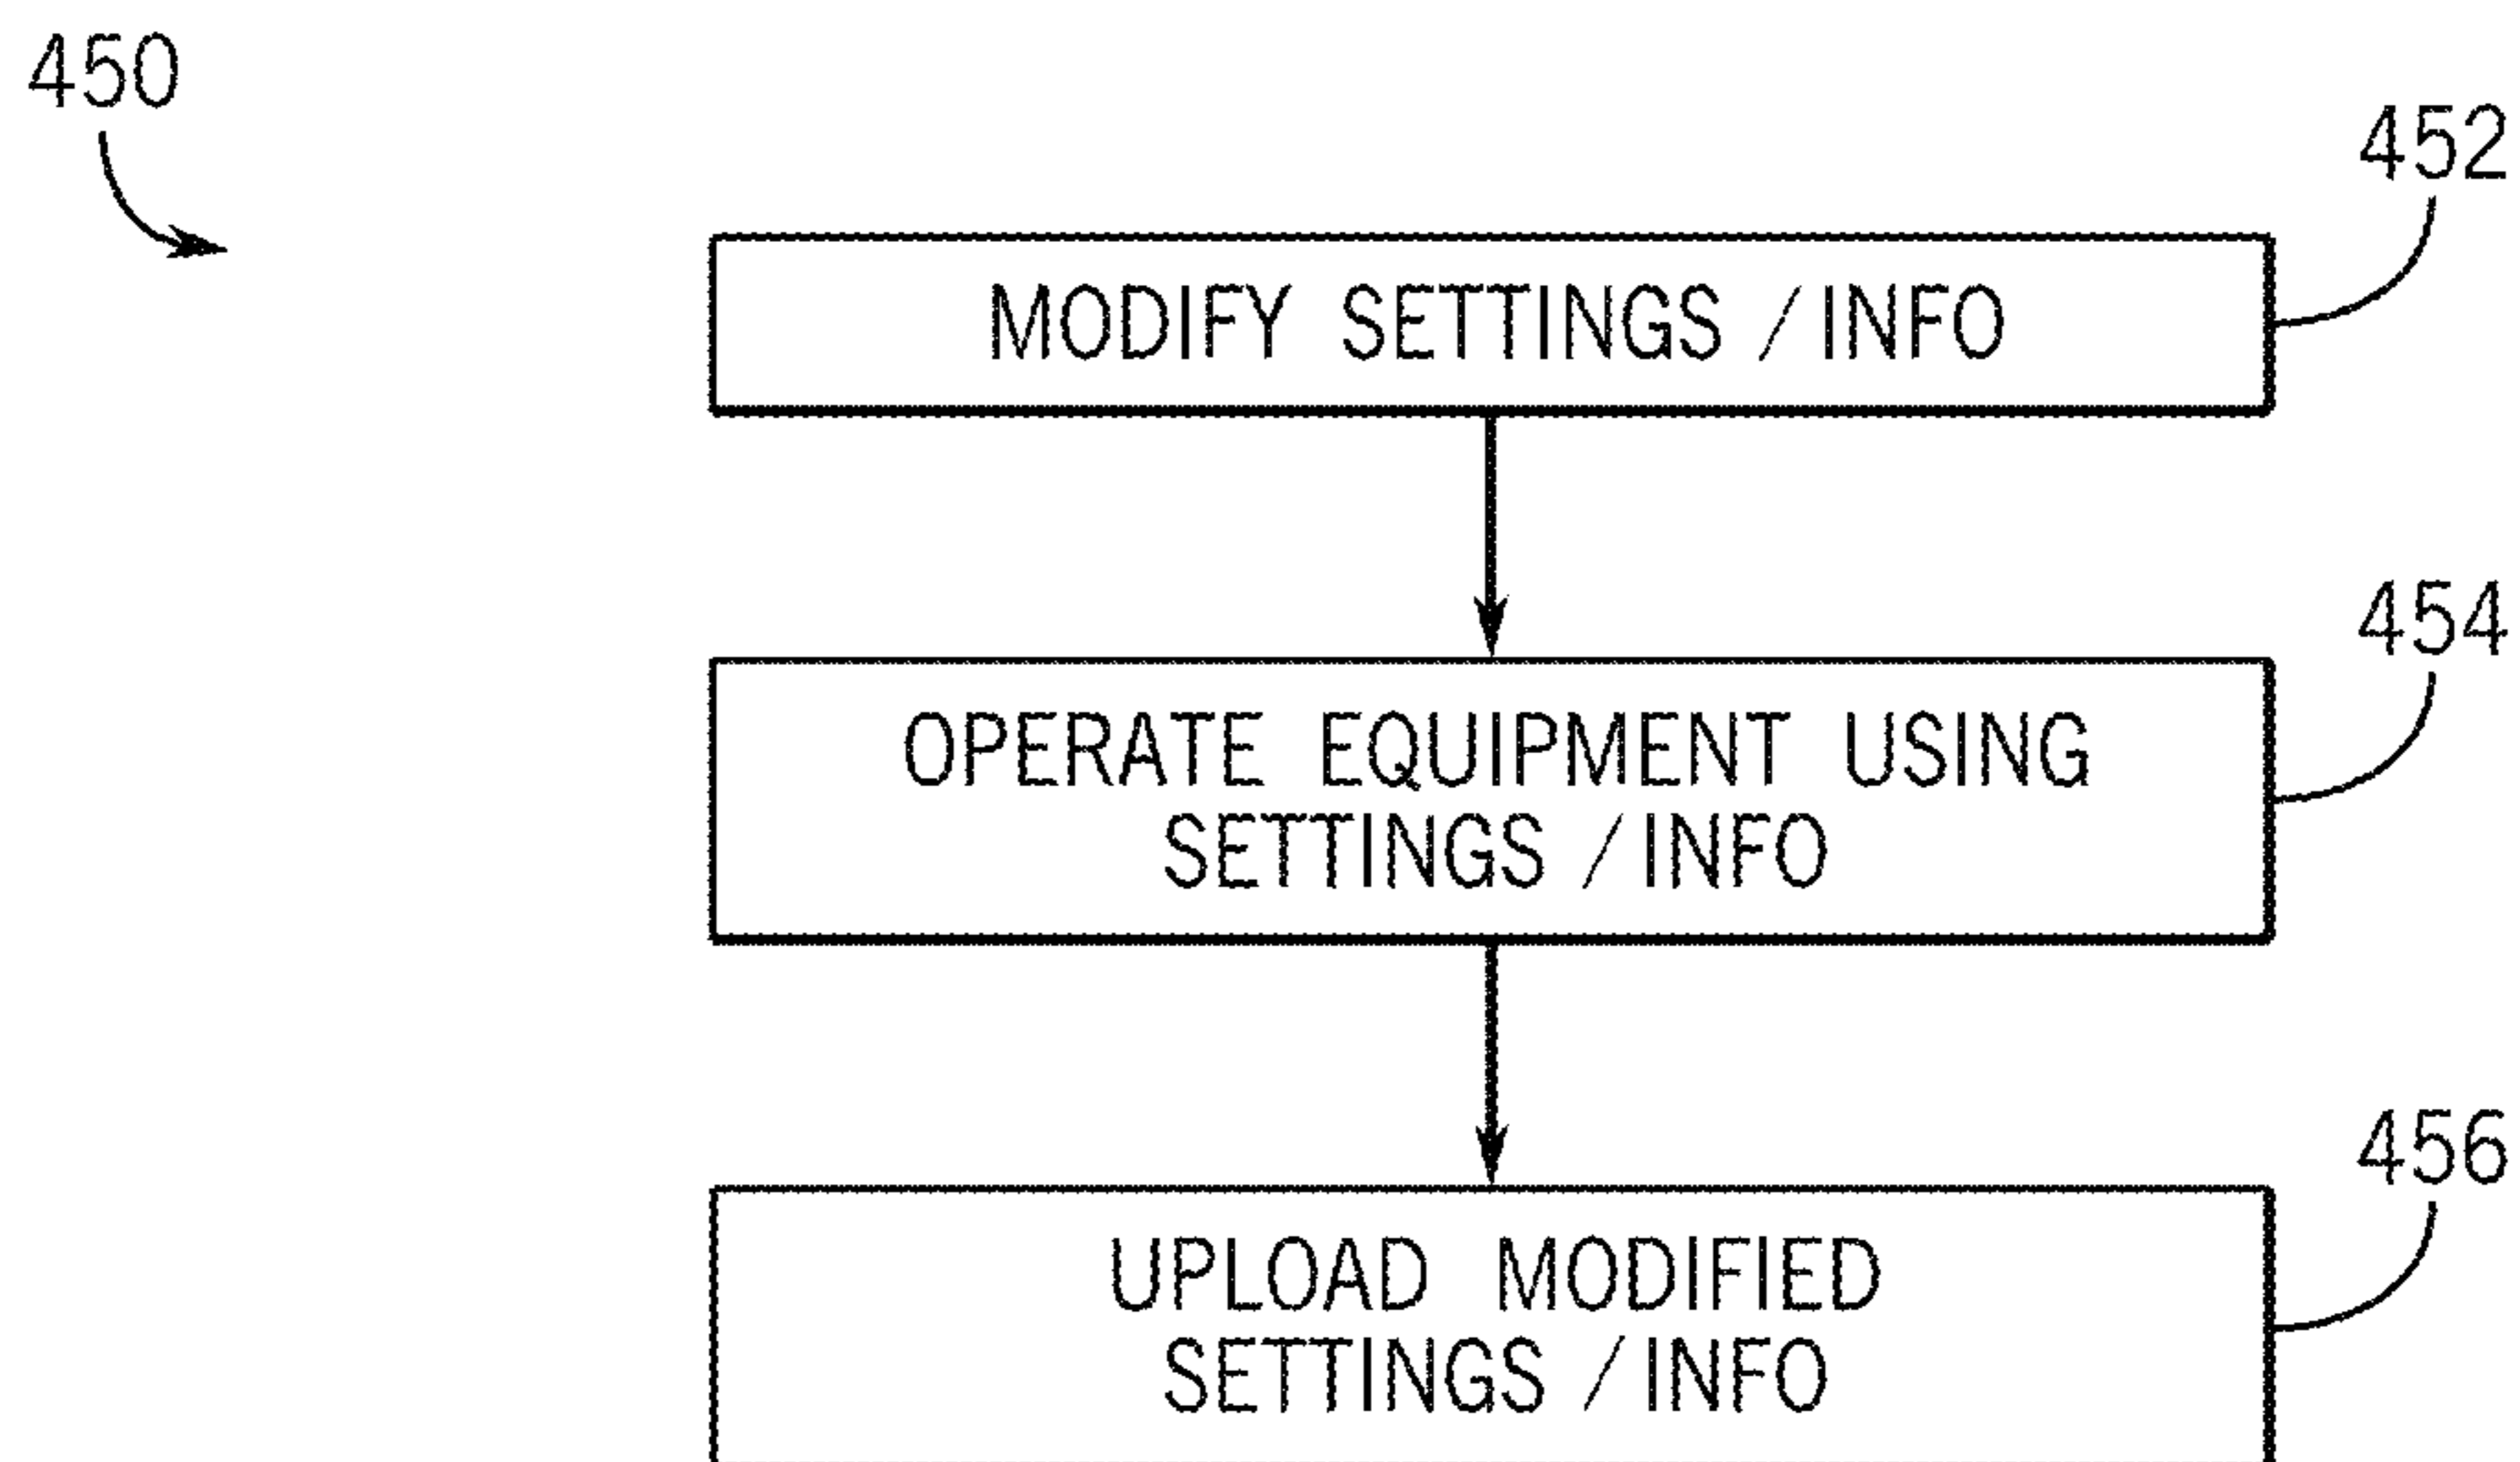 450
452
MODIFY SETTINGS /INFO
454
OPERATE EQUIPMENT USING
SETTINGS /INFO
456
UPLOAD MODIFIED
SETTINGS /INFO